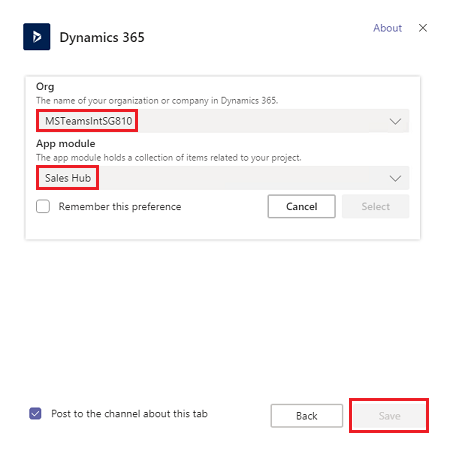 Dynamics 365
About
Org
The name of your organization or company in Dynamics 365.
MSTeamsIntSG810
App module
The app module holds a collection of items related to your project.
Sales Hub
Remember this preference
Cancel
Select
Post to the channel about this tab
Back
Save